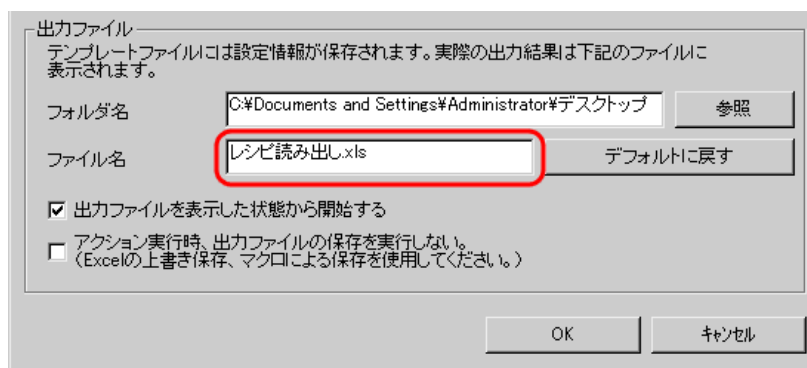 出力ファイル
テンプレートファイルには設定情報が保存されます。実際の出力結果は下記のファイルに
表示されます。
フォルダ名 C:¥Documents and Settings¥Administrator¥デスクトップ 参照
ファイル名 レシピ読み出し.xls デフォルトに戻す
出力ファイルを表示した状態から開始する
アクション実行時、出力ファイルの保存を実行しない。
（Excelの上書き保存、マクロによる保存を使用してください。）
OK キャンセル